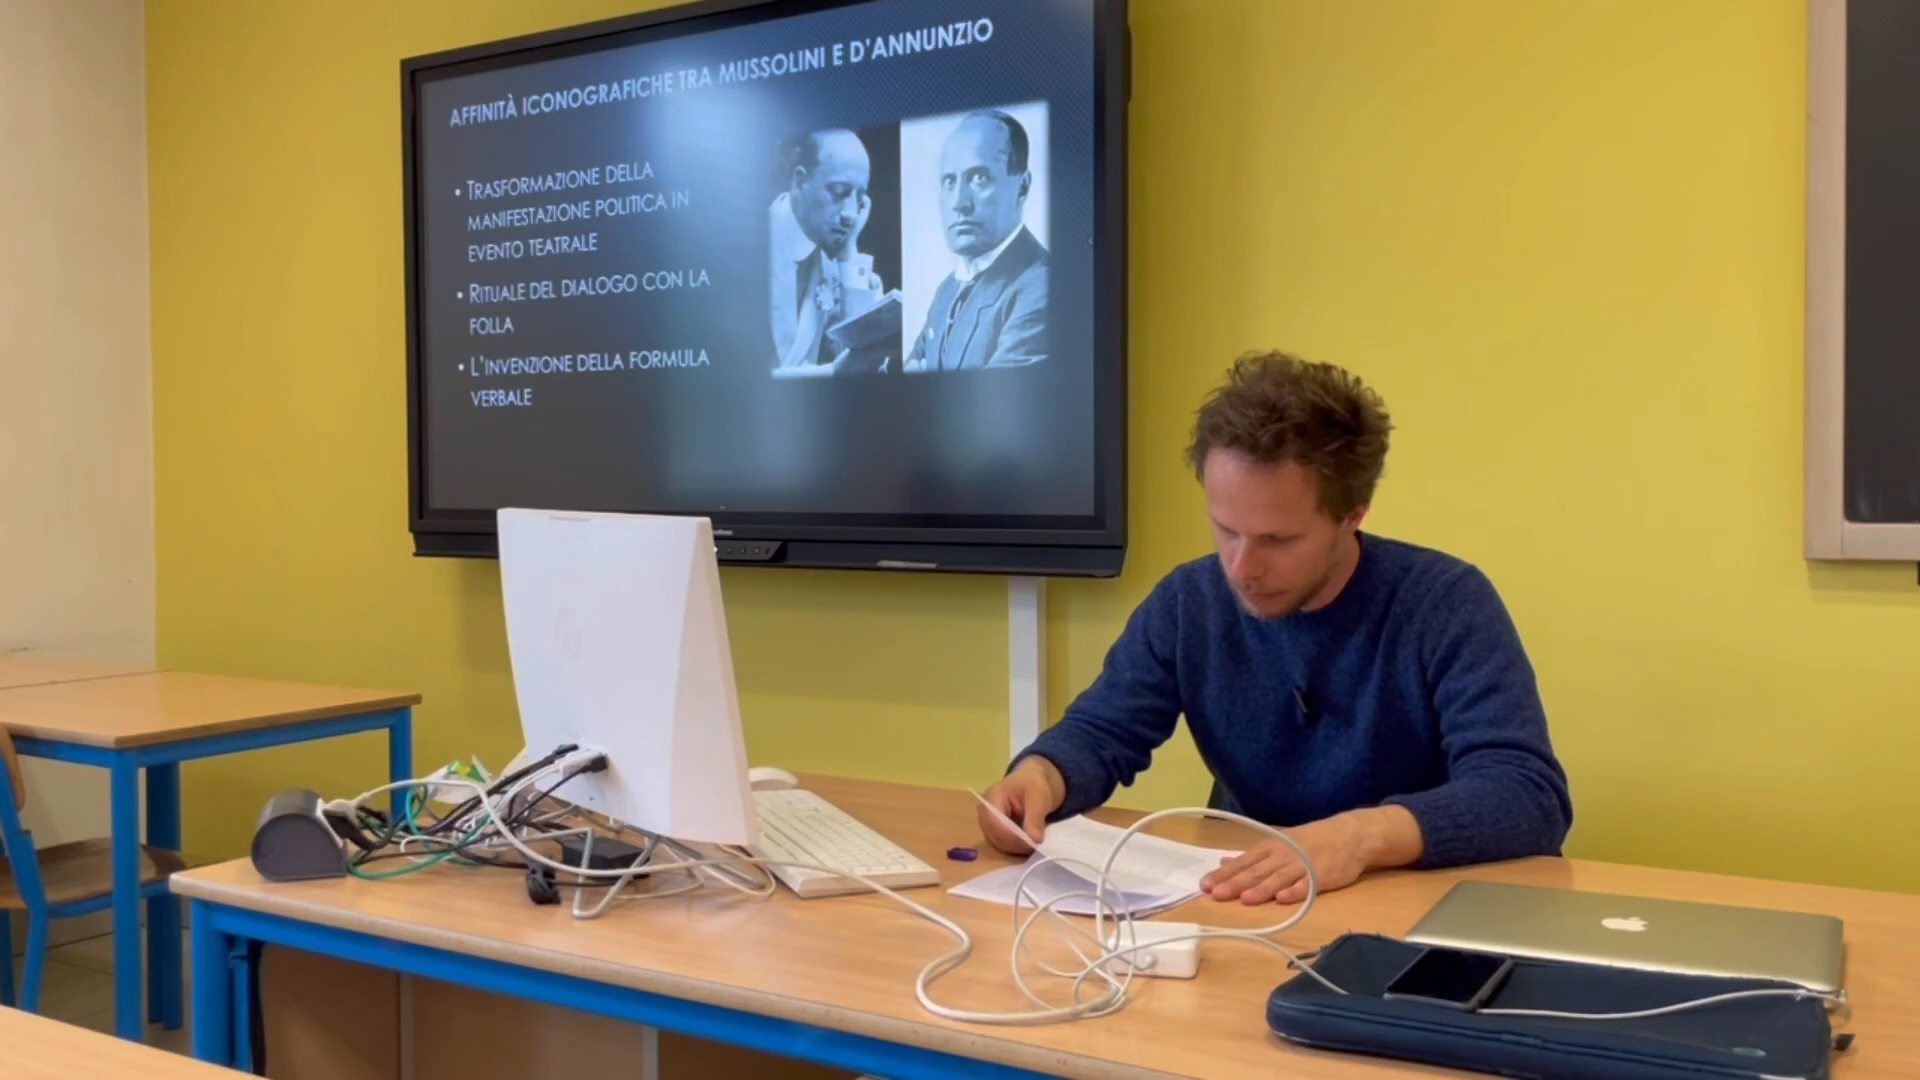 AFFINITÀ ICONOGRAFICHE TRA MUSSOLINI E D'ANNUNZIO
• TRASFORMAZIONE DELLA
MANIFESTAZIONE POLITICA IN
EVENTO TEATRALE
• RITUALE DEL DIALOGO CON LA
FOLLA
• L'INVENZIONE DELLA FORMULA
VERBALE